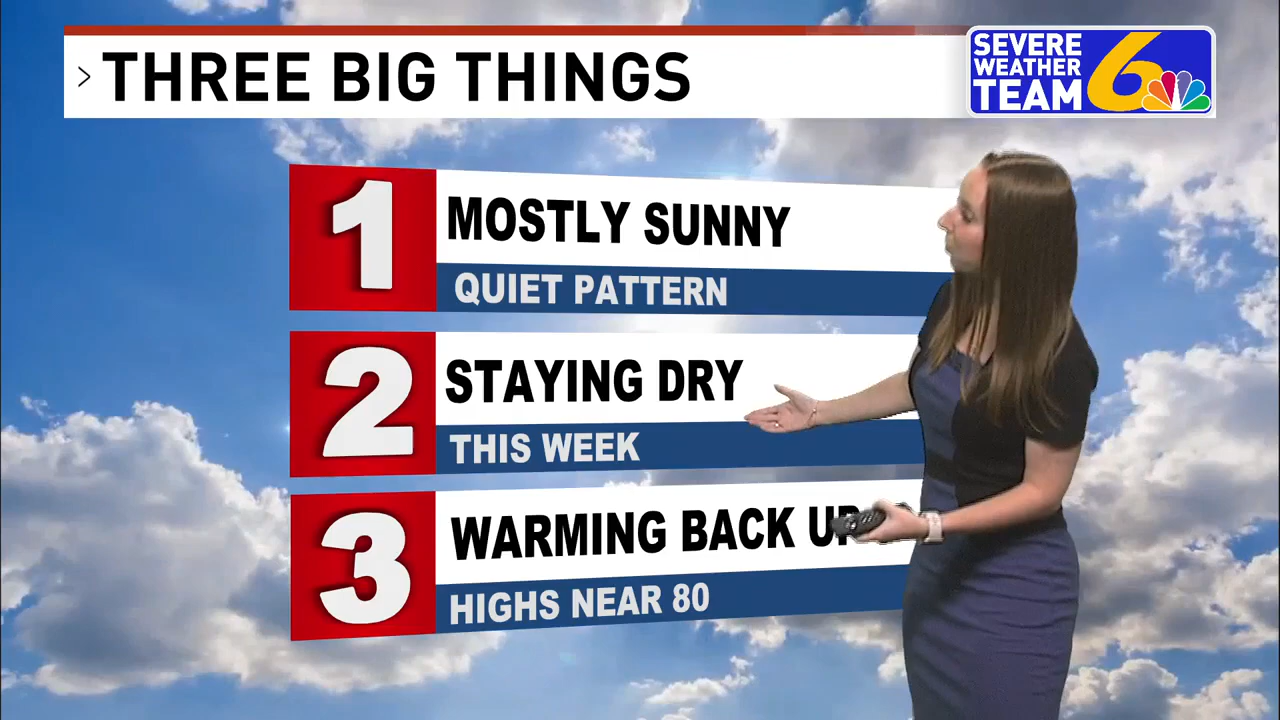 > THREE BIG THINGS
SEVERE
WEATHER
TEAM 6
1
MOSTLY SUNNY
QUIET PATTERN
2
STAYING DRY
THIS WEEK
3
WARMING BACK UP
HIGHS NEAR 80